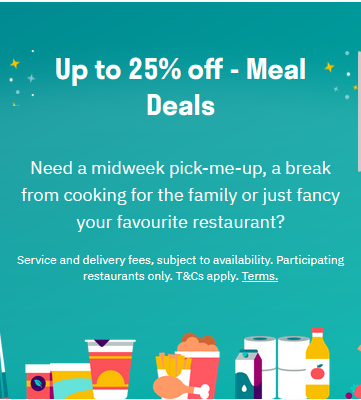 Up to 25% off - Meal
Deals
Need a midweek pick-me-up, a break
from cooking for the family or just fancy
your favourite restaurant?
Service and delivery fees, subject to availability. Participating
restaurants only. T&Cs apply. Terms.